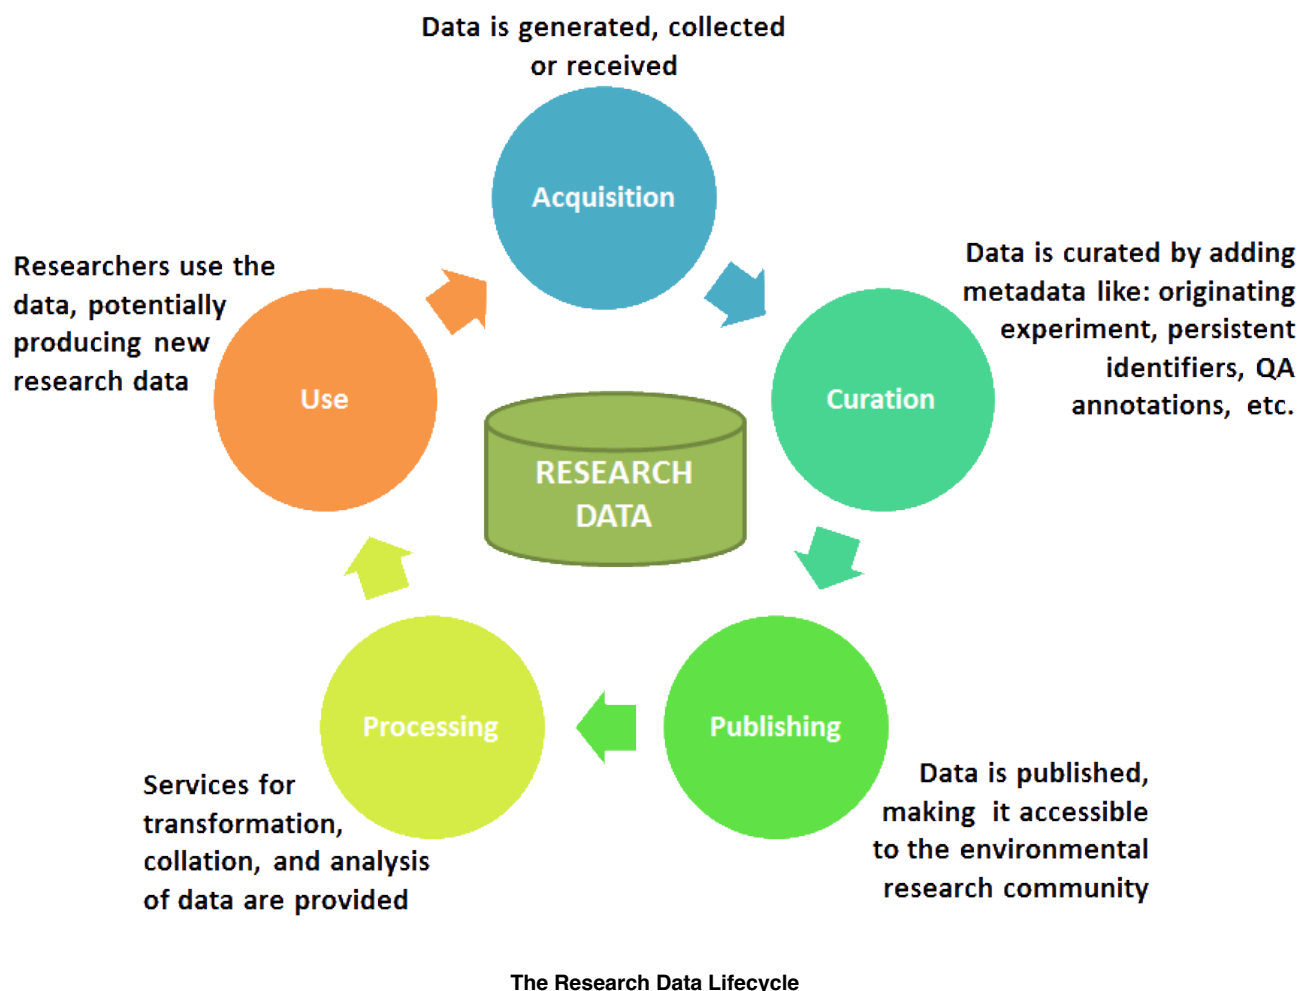 Data is generated, collected
or received
Acquisition
Data is curated by adding
metadata like: originating
experiment, persistent
identifiers, QA
annotations, etc.
Curation
Researchers use the
data, potentially
producing new
research data
Use
RESEARCH
DATA
Publishing
Data is published,
making it accessible
to the environmental
research community
Processing
Services for
transformation,
collation, and analysis
of data are provided
The Research Data Lifecycle